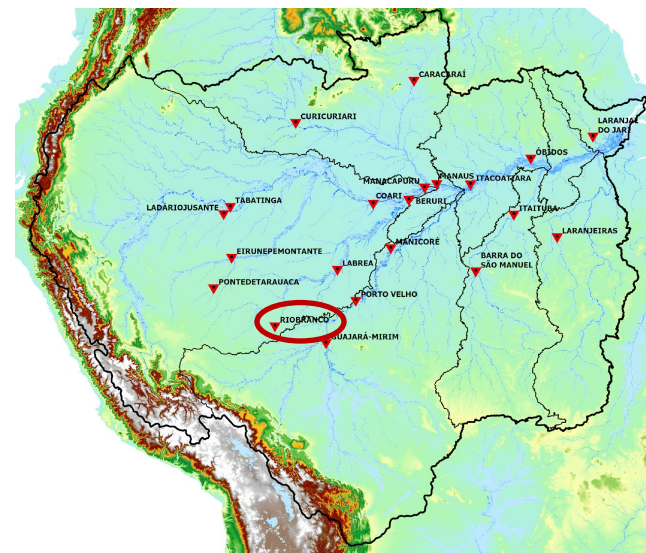 CARACARAÍ
LARANJAL
DO JARI
CURICURIARI
ÓBIDOS
MANACAPURU
MANAUS
ITACOATIARA
COARI
BERURI
TABATINGA
LADARIOJUSANTE
ITAITUBA
LARANJEIRAS
MANICORÉ
EIRUNEPEMONTANTE
BARRA DO
SÃO MANUEL
LABREA
PONTEDETARAUACA
PORTO VELHO
RIOBRANCO
GUAJARÁ-MIRIM